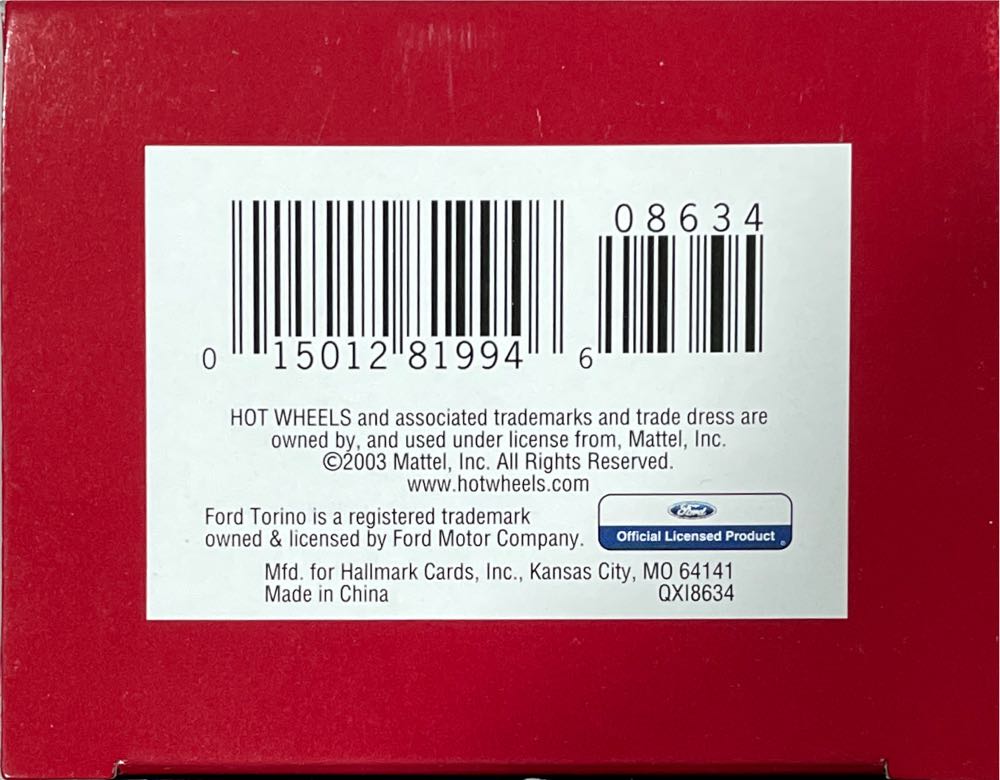 08634
0 15012 81994 6
HOT WHEELS and associated trademarks and trade dress are
owned by, and used under license from, Mattel, Inc.
©2003 Mattel, Inc. All Rights Reserved.
www.hotwheels.com
Ford Torino is a registered trademark
owned & licensed by Ford Motor Company.
Ford
Official Licensed Product
Mfd. for Hallmark Cards, Inc., Kansas City, MO 64141
Made in China QXI8634